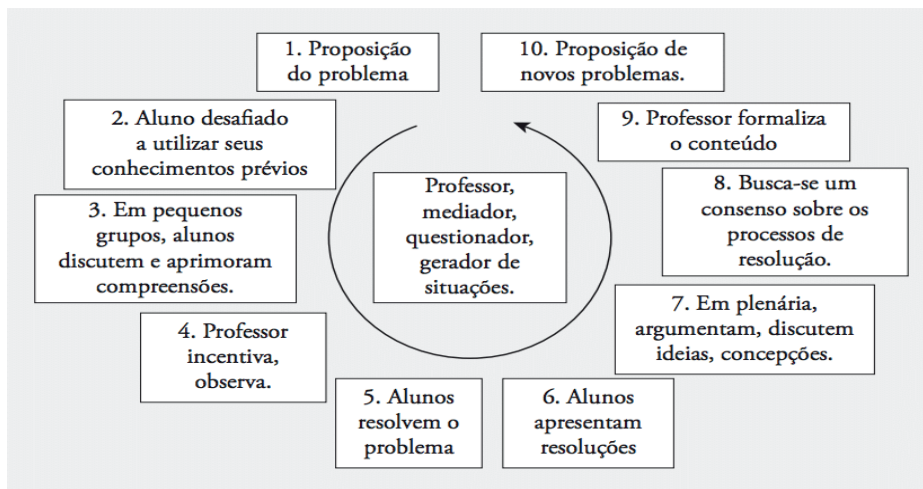 1. Proposição
do problema
2. Aluno desafiado
a utilizar seus
conhecimentos prévios
3. Em pequenos
grupos, alunos
discutem e aprimoram
compreensões.
4. Professor
incentiva,
observa.
5. Alunos
resolvem o
problema
6. Alunos
apresentam
resoluções
7. Em plenária,
argumentam, discutem
ideias, concepções.
8. Busca-se um
consenso sobre os
processos de
resolução.
9. Professor formaliza
o conteúdo
10. Proposição de
novos problemas.
Professor,
mediador,
questionador,
gerador de
situações.